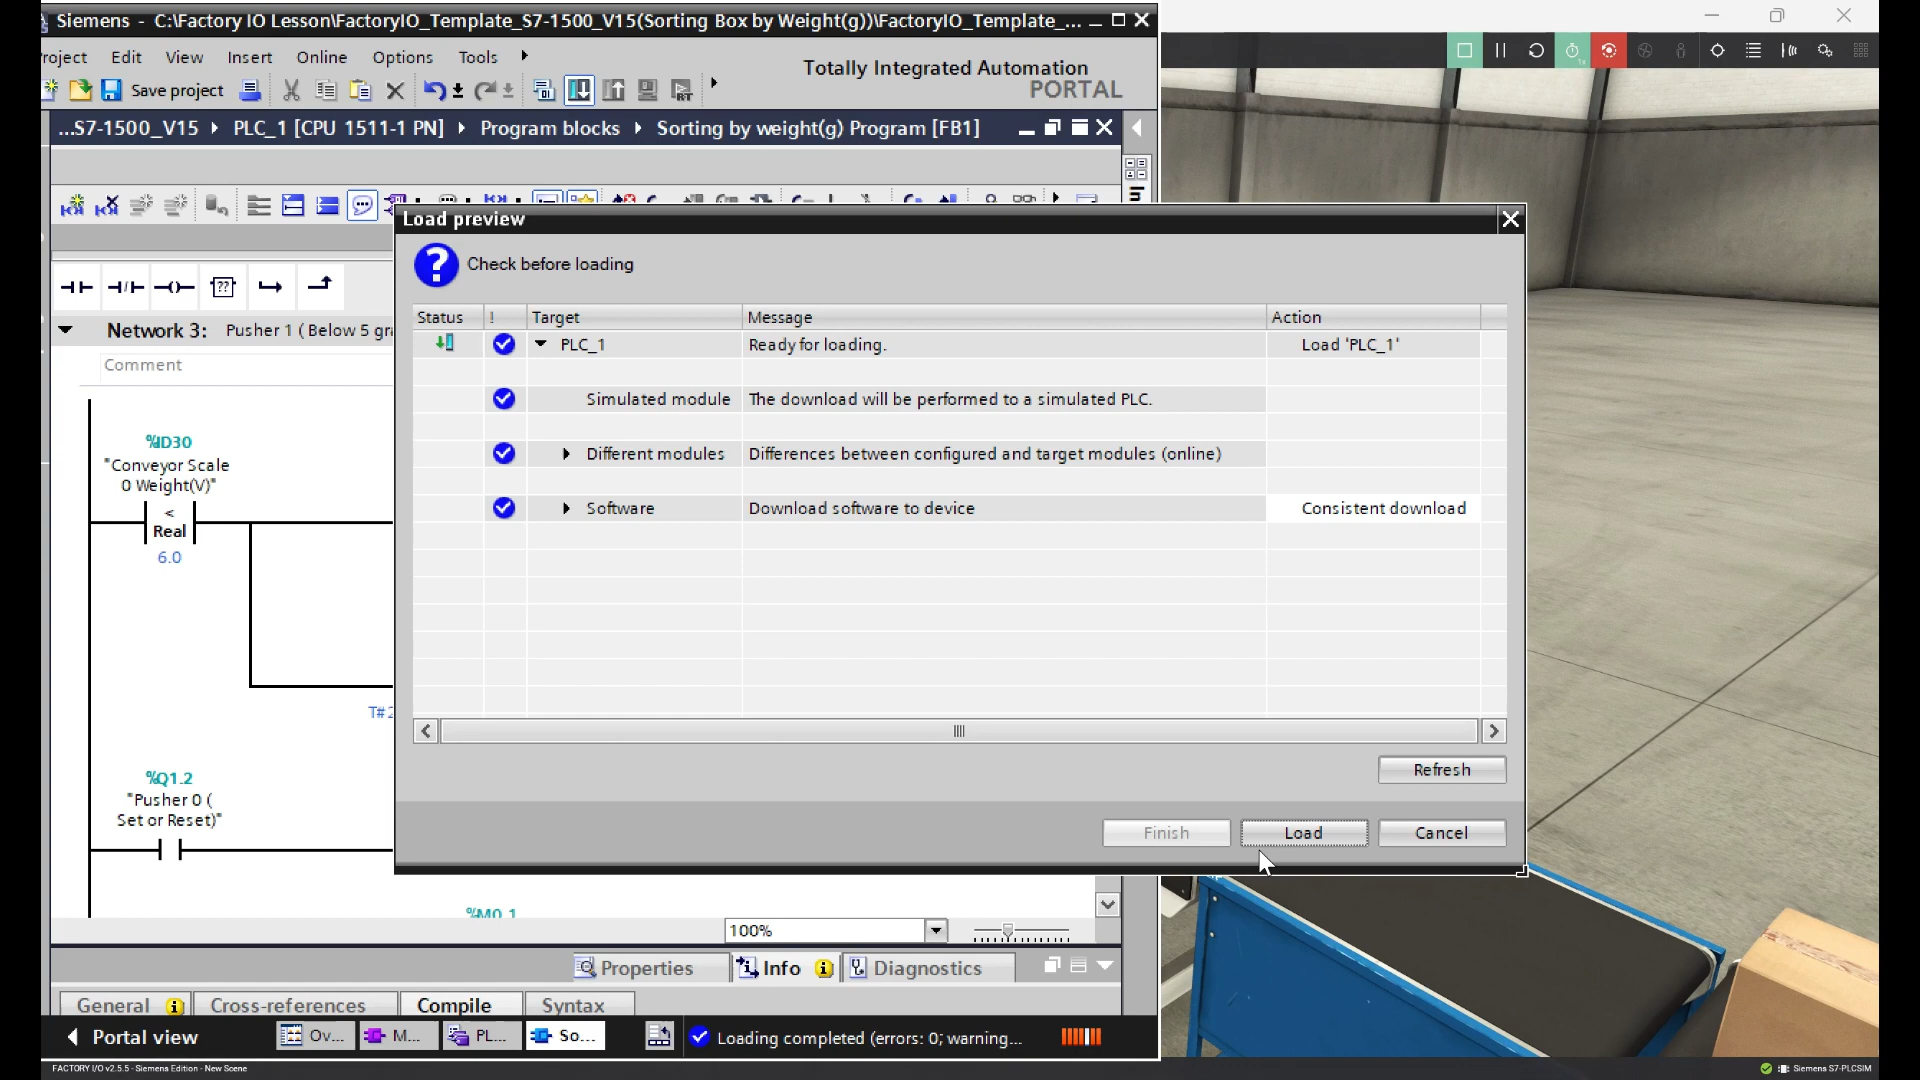 Siemens - C:\Factory IO Lesson\FactoryIO_Template_S7-1500_V15(Sorting Box by Weight(g))\FactoryIO_Template_...
roject Edit View Insert Online Options Tools
Totally Integrated Automation
PORTAL
Save project
...S7-1500_V15 PLC_1 [CPU 1511-1 PN] Program blocks Sorting by weight(g) Program [FB1]
Load preview
Check before loading
Status ! Target Message Action
PLC_1 Ready for loading. Load 'PLC_1'
Simulated module The download will be performed to a simulated PLC.
Different modules Differences between configured and target modules (online)
Software Download software to device Consistent download
Refresh
Finish Load Cancel
??
Network 3: Pusher 1 ( Below 5 gr
Comment
%ID30
"Conveyor Scale
0 Weight(V)"
<
Real
6.0
T#2
%Q1.2
"Pusher 0 (
Set or Reset)"
%M0.1
100%
Properties Info Diagnostics
General Cross-references Compile Syntax
Portal view Ov... M... PL... So... Loading completed (errors: 0; warning...
FACTORY I/O v2.5.5 - Siemens Edition - New Scene
Siemens S7-PLCSIM